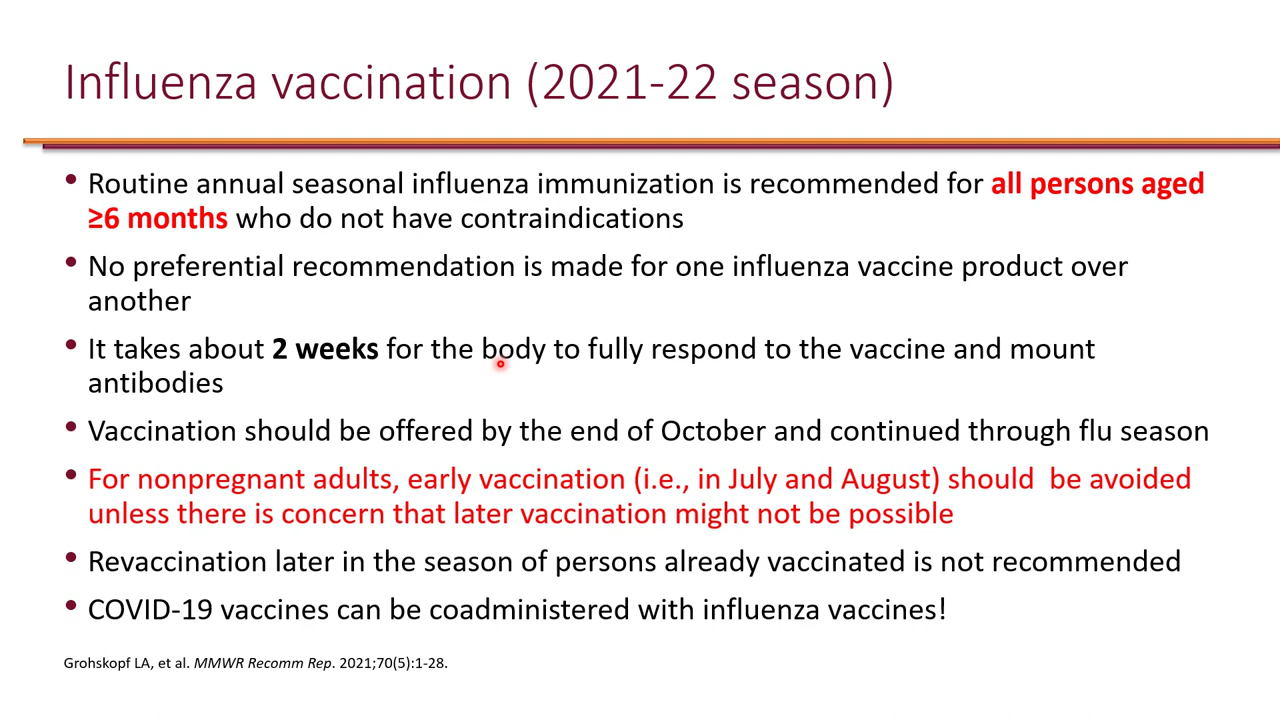 Influenza vaccination (2021-22 season)
• Routine annual seasonal influenza immunization is recommended for all persons aged
≥6 months who do not have contraindications
• No preferential recommendation is made for one influenza vaccine product over
another
• It takes about 2 weeks for the body to fully respond to the vaccine and mount
antibodies
• Vaccination should be offered by the end of October and continued through flu season
• For nonpregnant adults, early vaccination (i.e., in July and August) should  be avoided
unless there is concern that later vaccination might not be possible
• Revaccination later in the season of persons already vaccinated is not recommended
• COVID-19 vaccines can be coadministered with influenza vaccines!
Grohskopf LA, et al. MMWR Recomm Rep. 2021;70(5):1-28.